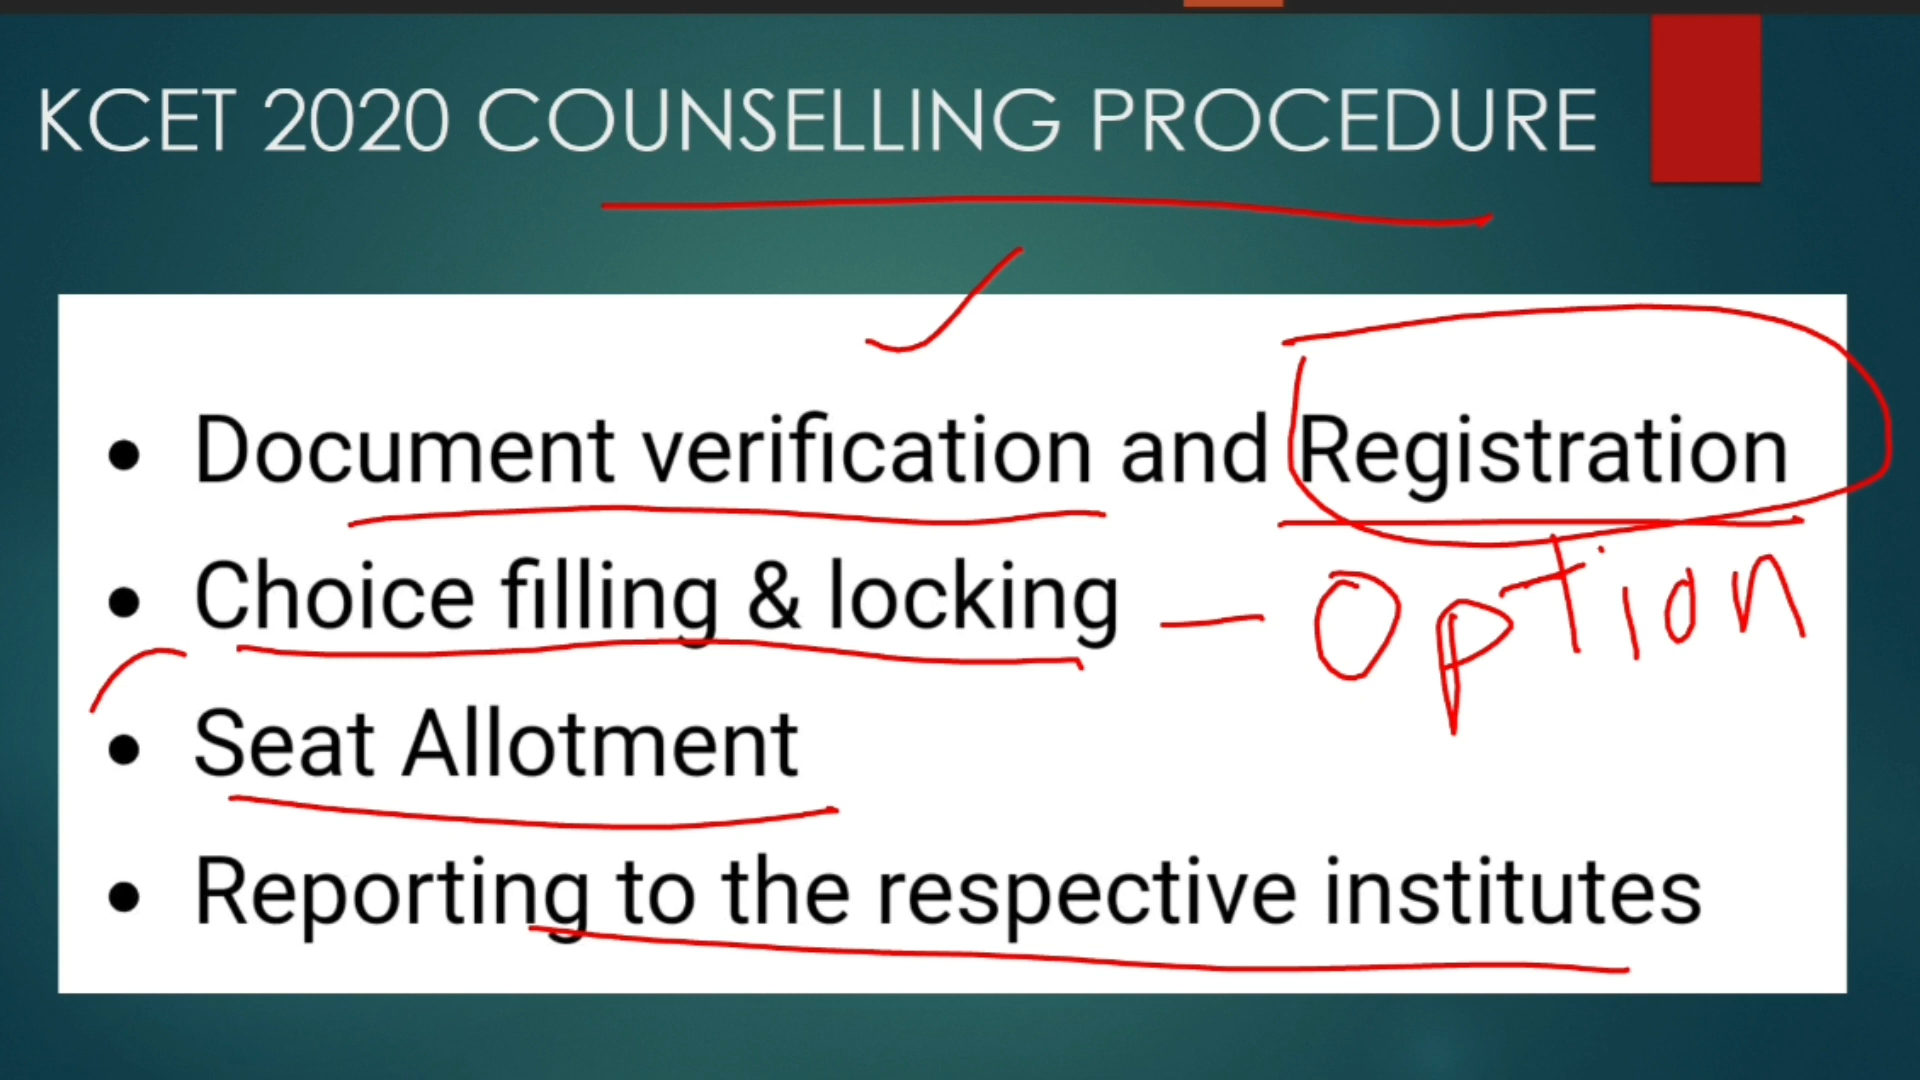 KCET 2020 COUNSELLING PROCEDURE
• Document verification and Registration
• Choice filling & locking — Option
• Seat Allotment
• Reporting to the respective institutes